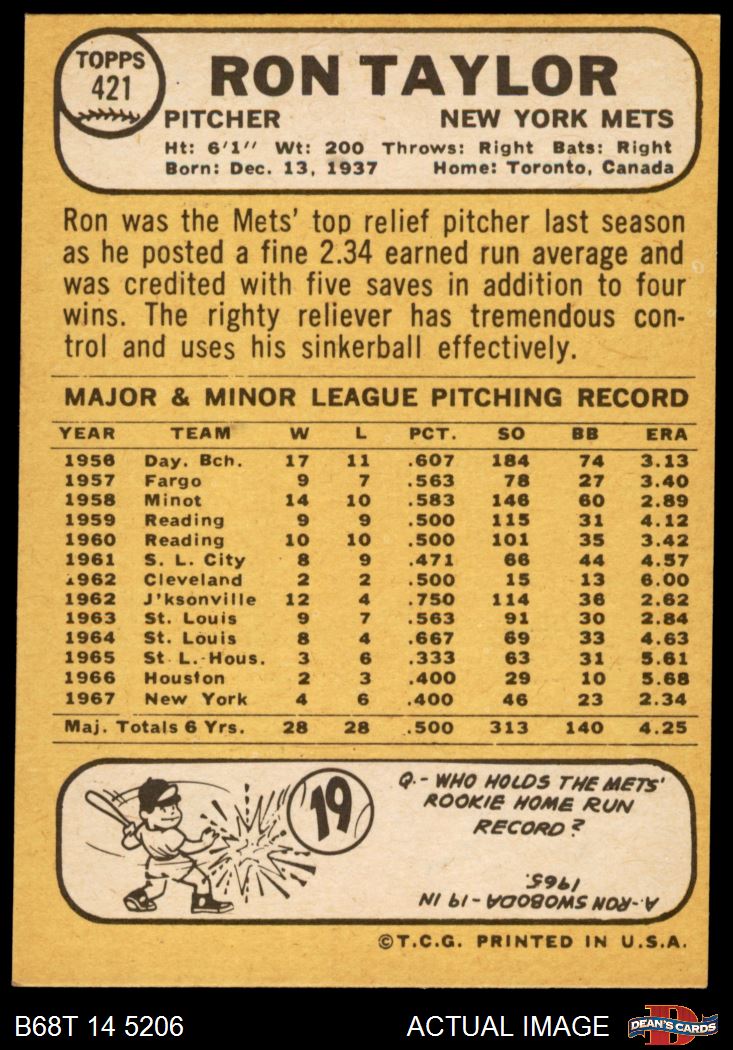 TOPPS
421
RON TAYLOR
PITCHER NEW YORK METS
Ht: 6'1" Wt: 200 Throws: Right Bats: Right
Born: Dec. 13, 1937 Home: Toronto, Canada
Ron was the Mets' top relief pitcher last season
as he posted a fine 2.34 earned run average and
was credited with five saves in addition to four
wins. The righty reliever has tremendous con-
trol and uses his sinkerball effectively.
MAJOR & MINOR LEAGUE PITCHING RECORD
YEAR TEAM W L PCT. SO BB ERA
1956 Day. Bch. 17 11 .607 184 74 3.13
1957 Fargo 9 7 .563 78 27 3.40
1958 Minot 14 10 .583 146 60 2.89
1959 Reading 9 9 .500 115 31 4.12
1960 Reading 10 10 .500 101 35 3.42
1961 S. L. City 8 9 .471 66 44 4.57
1962 Cleveland 2 2 .500 15 13 6.00
1962 J'ksonville 12 4 .750 114 36 2.62
1963 St. Louis 9 7 .563 91 30 2.84
1964 St. Louis 8 4 .667 69 33 4.63
1965 St. L.-Hous. 3 6 .333 63 31 5.61
1966 Houston 2 3 .400 29 10 5.68
1967 New York 4 6 .400 46 23 2.34
Maj. Totals 6 Yrs. 28 28 .500 313 140 4.25
19
Q.- WHO HOLDS THE METS'
ROOKIE HOME RUN
RECORD?
A-RON SWOBODA-19 IN
1965.
©T.C.G. PRINTED IN U.S.A.
B68T 14 5206 ACTUAL IMAGE
D
DEAN'S CARDS